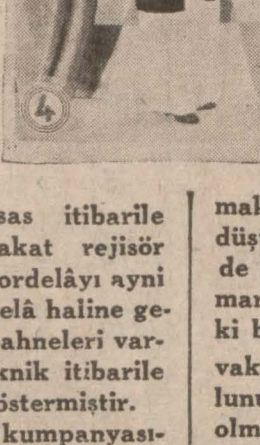 4
sas itibarile
akat rejisör
ordelâyı ayni
elâ haline ge-
ahneleri var-
knik itibarile
östermiştir.
kumpanyası-
mak
düşü
de
mar
ki b
vak
lunu
olm